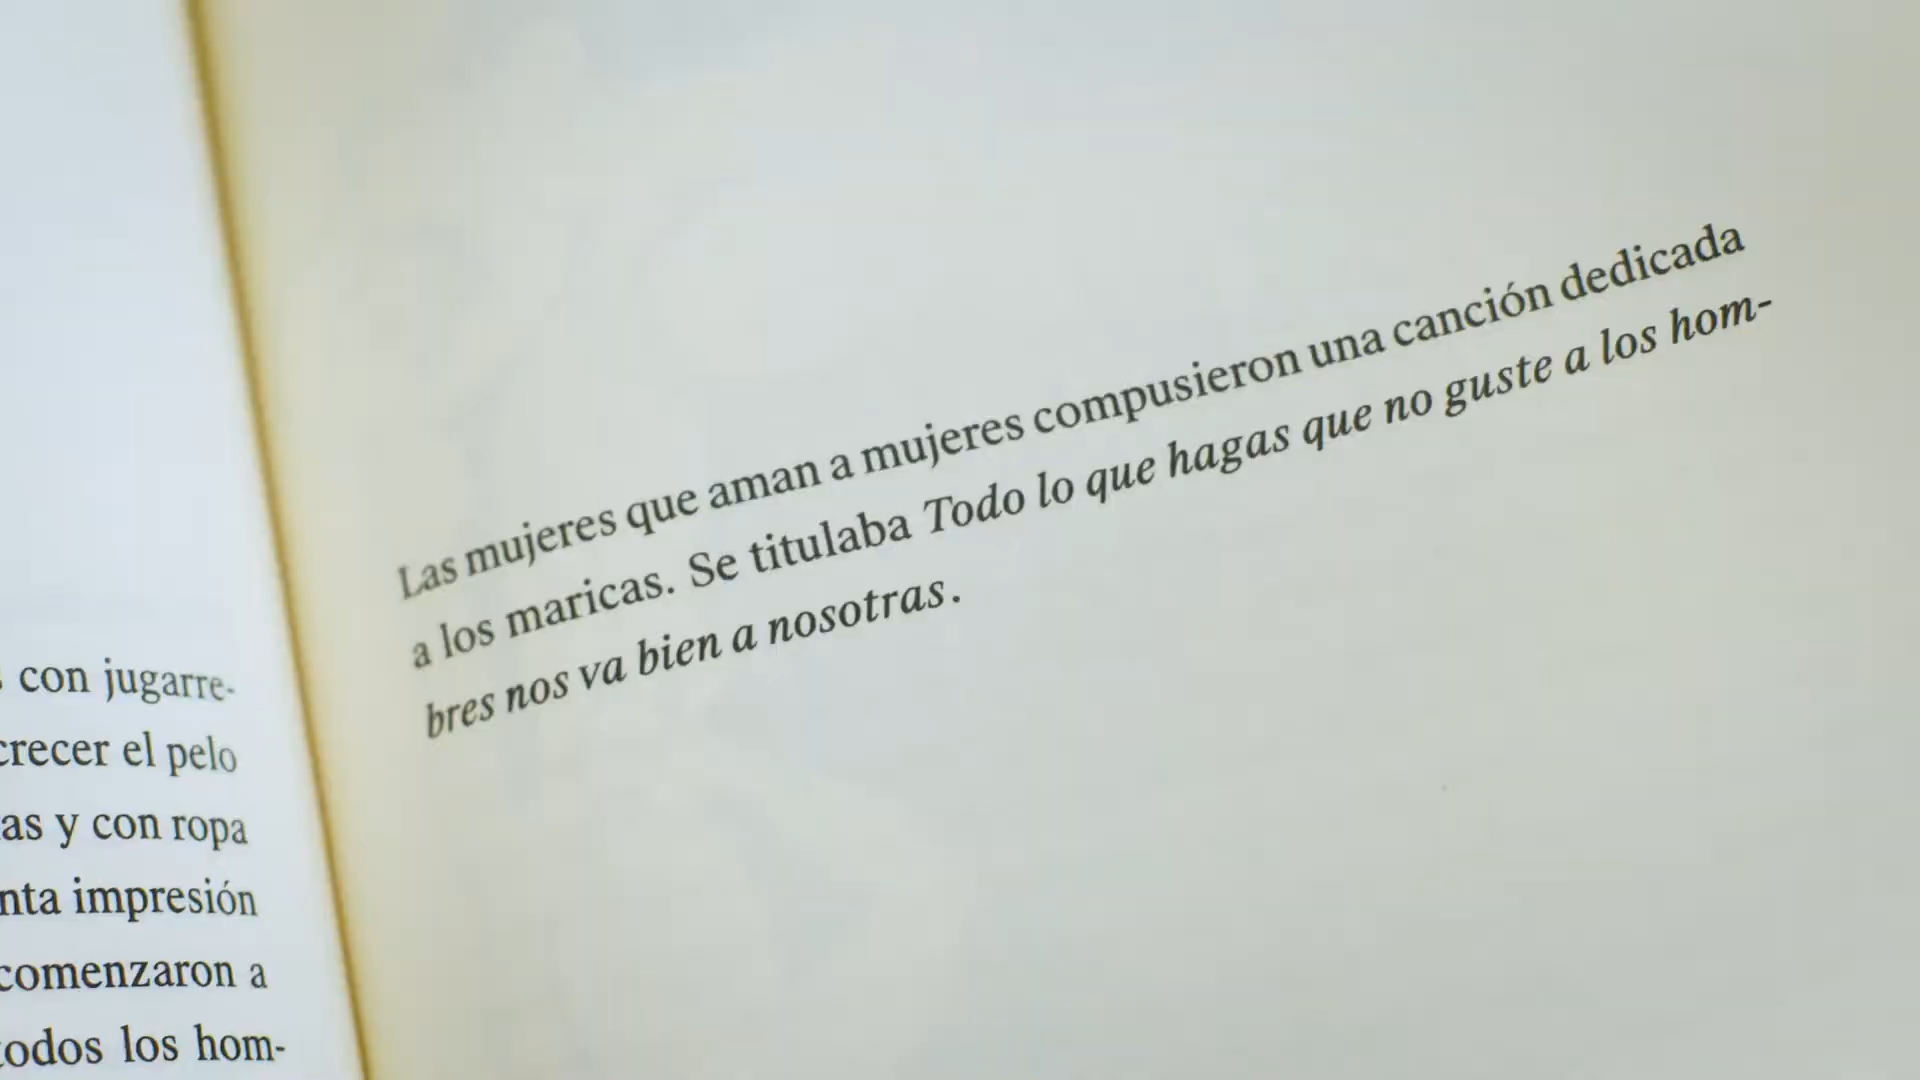 con jugarre-
crecer el pelo
as y con ropa
nta impresión
comenzaron a
todos los hom-
Las mujeres que aman a mujeres compusieron una canción dedicada
a los maricas. Se titulaba Todo lo que hagas que no guste a los hom-
bres nos va bien a nosotras.